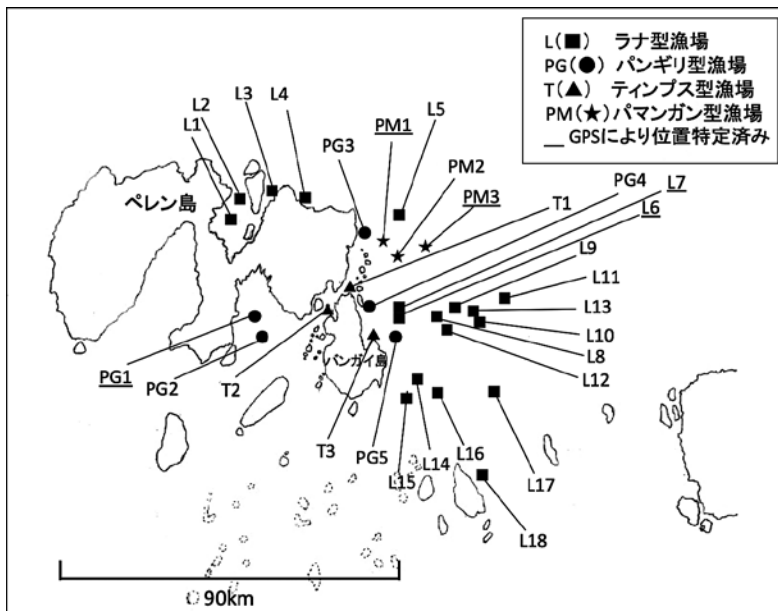 L(■) ラナ型漁場
PG(●) パンギリ型漁場
T(▲) ティンプス型漁場
PM(★) パマンガン型漁場
__ GPSにより位置特定済み
L1
L2
L3
L4
PG3
PM1
L5
PM2
PM3
T1
PG4
L7
L6
L9
L11
L13
L10
L8
L12
ペレン島
バンガイ島
PG1
PG2
T2
T3
PG5
L15
L14
L16
L17
L18
90km